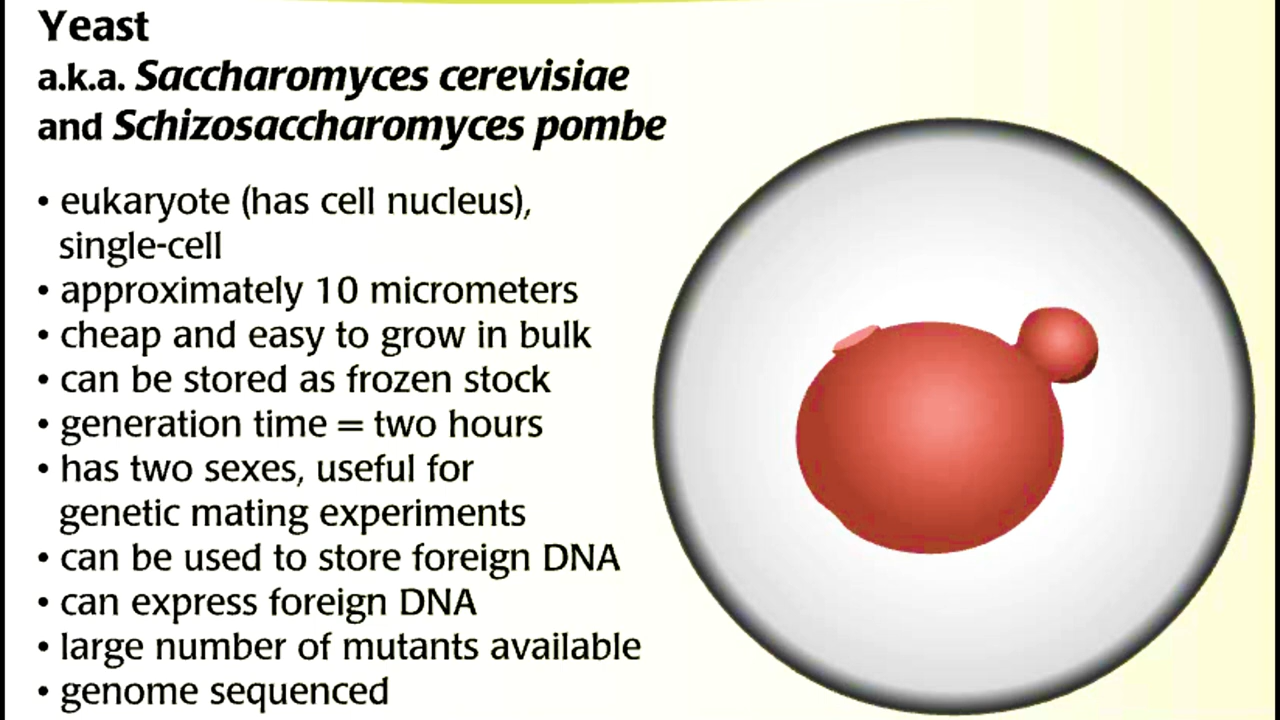 Yeast
a.k.a. Saccharomyces cerevisiae
and Schizosaccharomyces pombe
• eukaryote (has cell nucleus),
single-cell
• approximately 10 micrometers
• cheap and easy to grow in bulk
• can be stored as frozen stock
• generation time = two hours
• has two sexes, useful for
genetic mating experiments
• can be used to store foreign DNA
• can express foreign DNA
• large number of mutants available
• genome sequenced